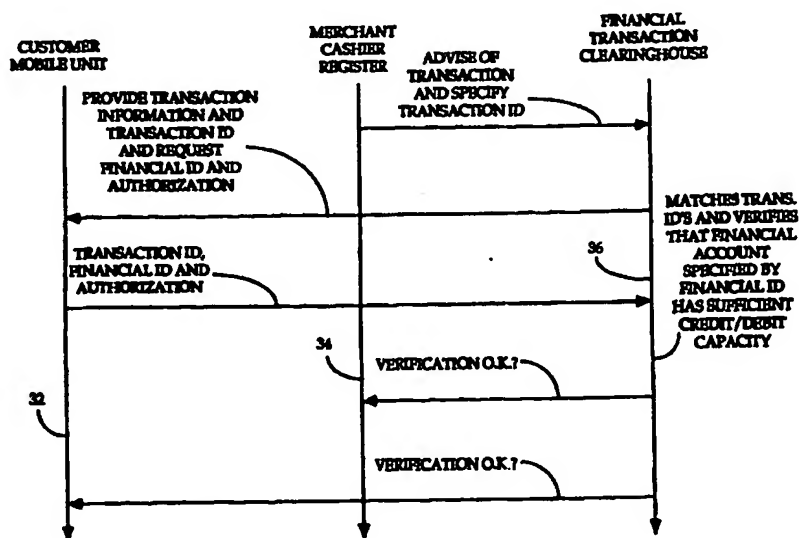 CUSTOMER
MOBILE UNIT
MERCHANT
CASHIER
REGISTER
FINANCIAL
TRANSACTION
CLEARINGHOUSE
ADVISE OF
TRANSACTION
AND SPECIFY
TRANSACTION ID
PROVIDE TRANSACTION
INFORMATION AND
TRANSACTION ID
AND REQUEST
FINANCIAL ID AND
AUTHORIZATION
MATCHES TRANS.
ID'S AND VERIFIES
THAT FINANCIAL
ACCOUNT
SPECIFIED BY
FINANCIAL ID
HAS SUFFICIENT
CREDIT/DEBIT
CAPACITY
TRANSACTION ID,
FINANCIAL ID AND
AUTHORIZATION
36
34
VERIFICATION O.K.?
32
VERIFICATION O.K.?